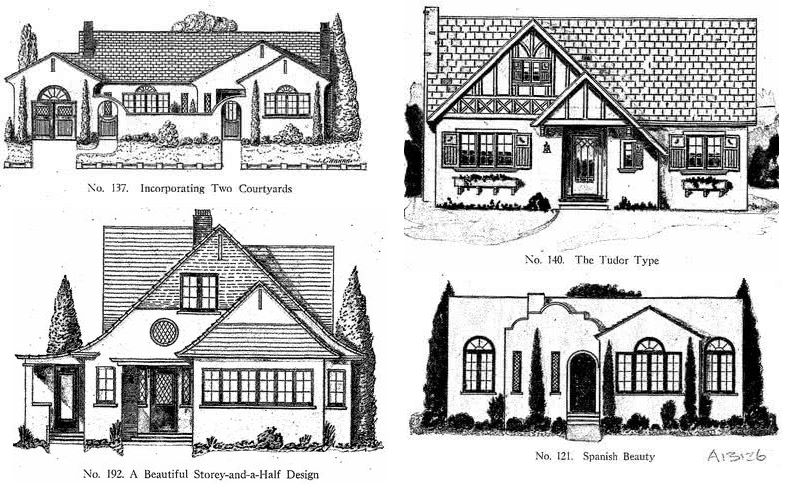 No. 137. Incorporating Two Courtyards
No. 140. The Tudor Type
No. 192. A Beautiful Storey-and-a-Half Design
No. 121. Spanish Beauty
A13126